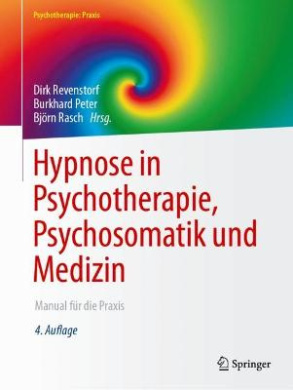 Psychotherapie: Praxis
Dirk Revenstorf
Burkhard Peter
Björn Rasch Hrsg.
Hypnose in
Psychotherapie,
Psychosomatik und
Medizin
Manual für die Praxis
4. Auflage
Springer